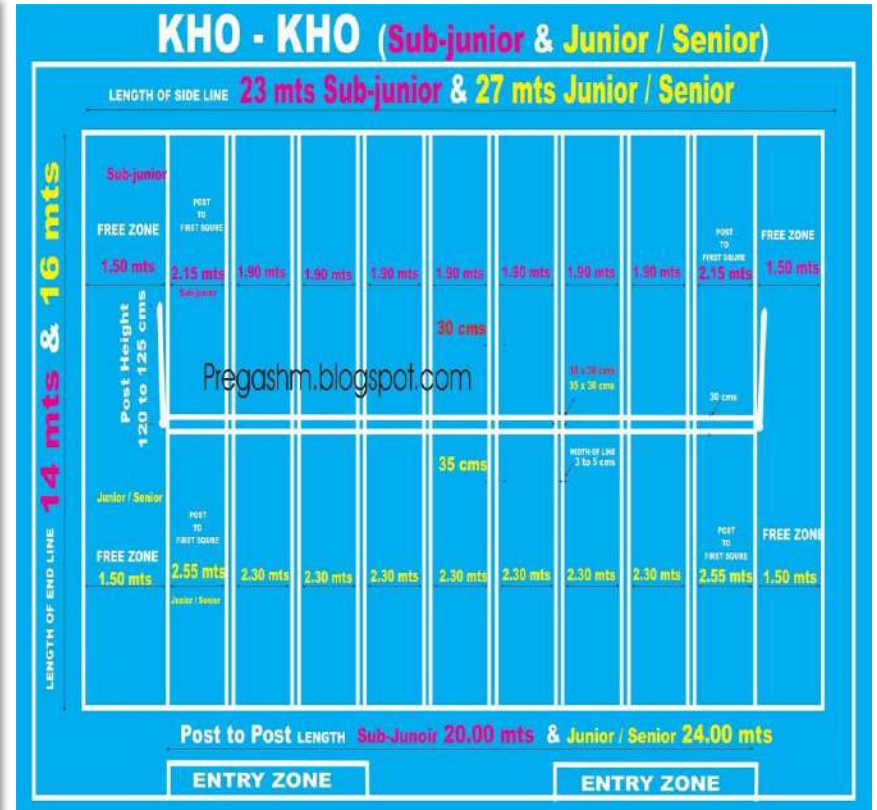 KHO - KHO (Sub-junior & Junior / Senior)
LENGTH OF SIDE LINE 23 mts Sub-junior & 27 mts Junior / Senior
LENGTH OF END LINE 14 mts & 16 mts
Sub-junior
POST
TO
FIRST SQURE
POST
TO
FIRST SQURE
FREE ZONE
FREE ZONE
1.50 mts 2.15 mts 1.90 mts 1.90 mts 1.90 mts 1.90 mts 1.90 mts 1.90 mts 1.90 mts 2.15 mts 1.50 mts
Sub-junior
Post Height
120 to 125 cms
30 cms
Pregashm.blogspot.com
35 x 30 cms
30 cms
35 cms
WIDTH OF LINE
3 to 5 cms
Junior / Senior
POST
TO
FIRST SQURE
POST
TO
FIRST SQURE
FREE ZONE
FREE ZONE
1.50 mts 2.55 mts 2.30 mts 2.30 mts 2.30 mts 2.30 mts 2.30 mts 2.30 mts 2.30 mts 2.55 mts 1.50 mts
Junior / Senior
Post to Post LENGTH Sub-Junoir 20.00 mts & Junior / Senior 24.00 mts
ENTRY ZONE
ENTRY ZONE